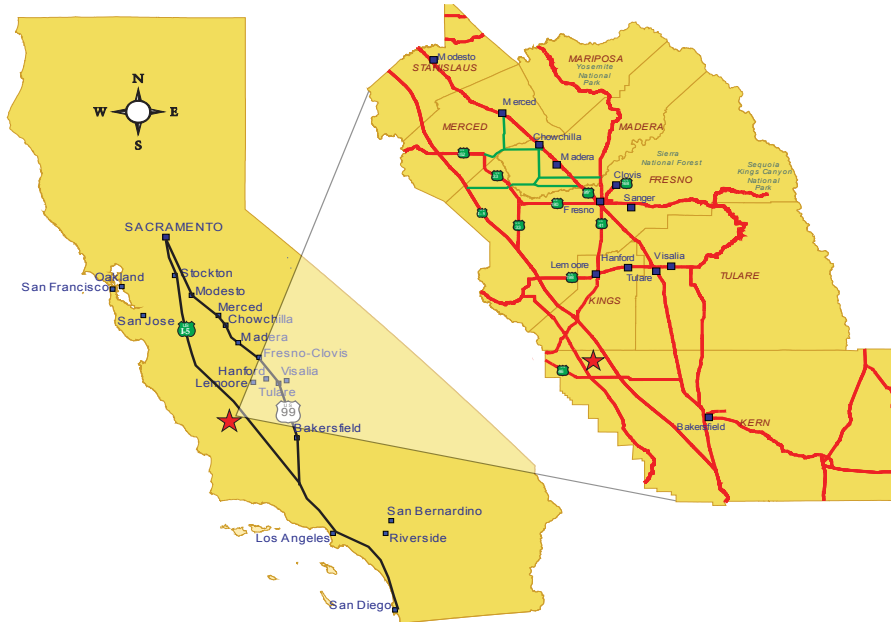 N
W E
S
SACRAMENTO
Stockton
Oakland
San Francisco
Modesto
San Jose
Merced
Chowchilla
US
I-5
Madera
Fresno-Clovis
Hanford
Visalia
Lemoore
Tulare
US
99
Bakersfield
San Bernardino
Los Angeles
Riverside
San Diego
Modesto
STANISLAUS
MARIPOSA
Yosemite
National
Park
Merced
MERCED
MADERA
Chowchilla
Madera
Sierra
National Forest
Sequoia
Kings Canyon
National
Park
Clovis
FRESNO
Sanger
Fresno
Hanford
Visalia
Lemoore
Tulare
TULARE
KINGS
KERN
Bakersfield